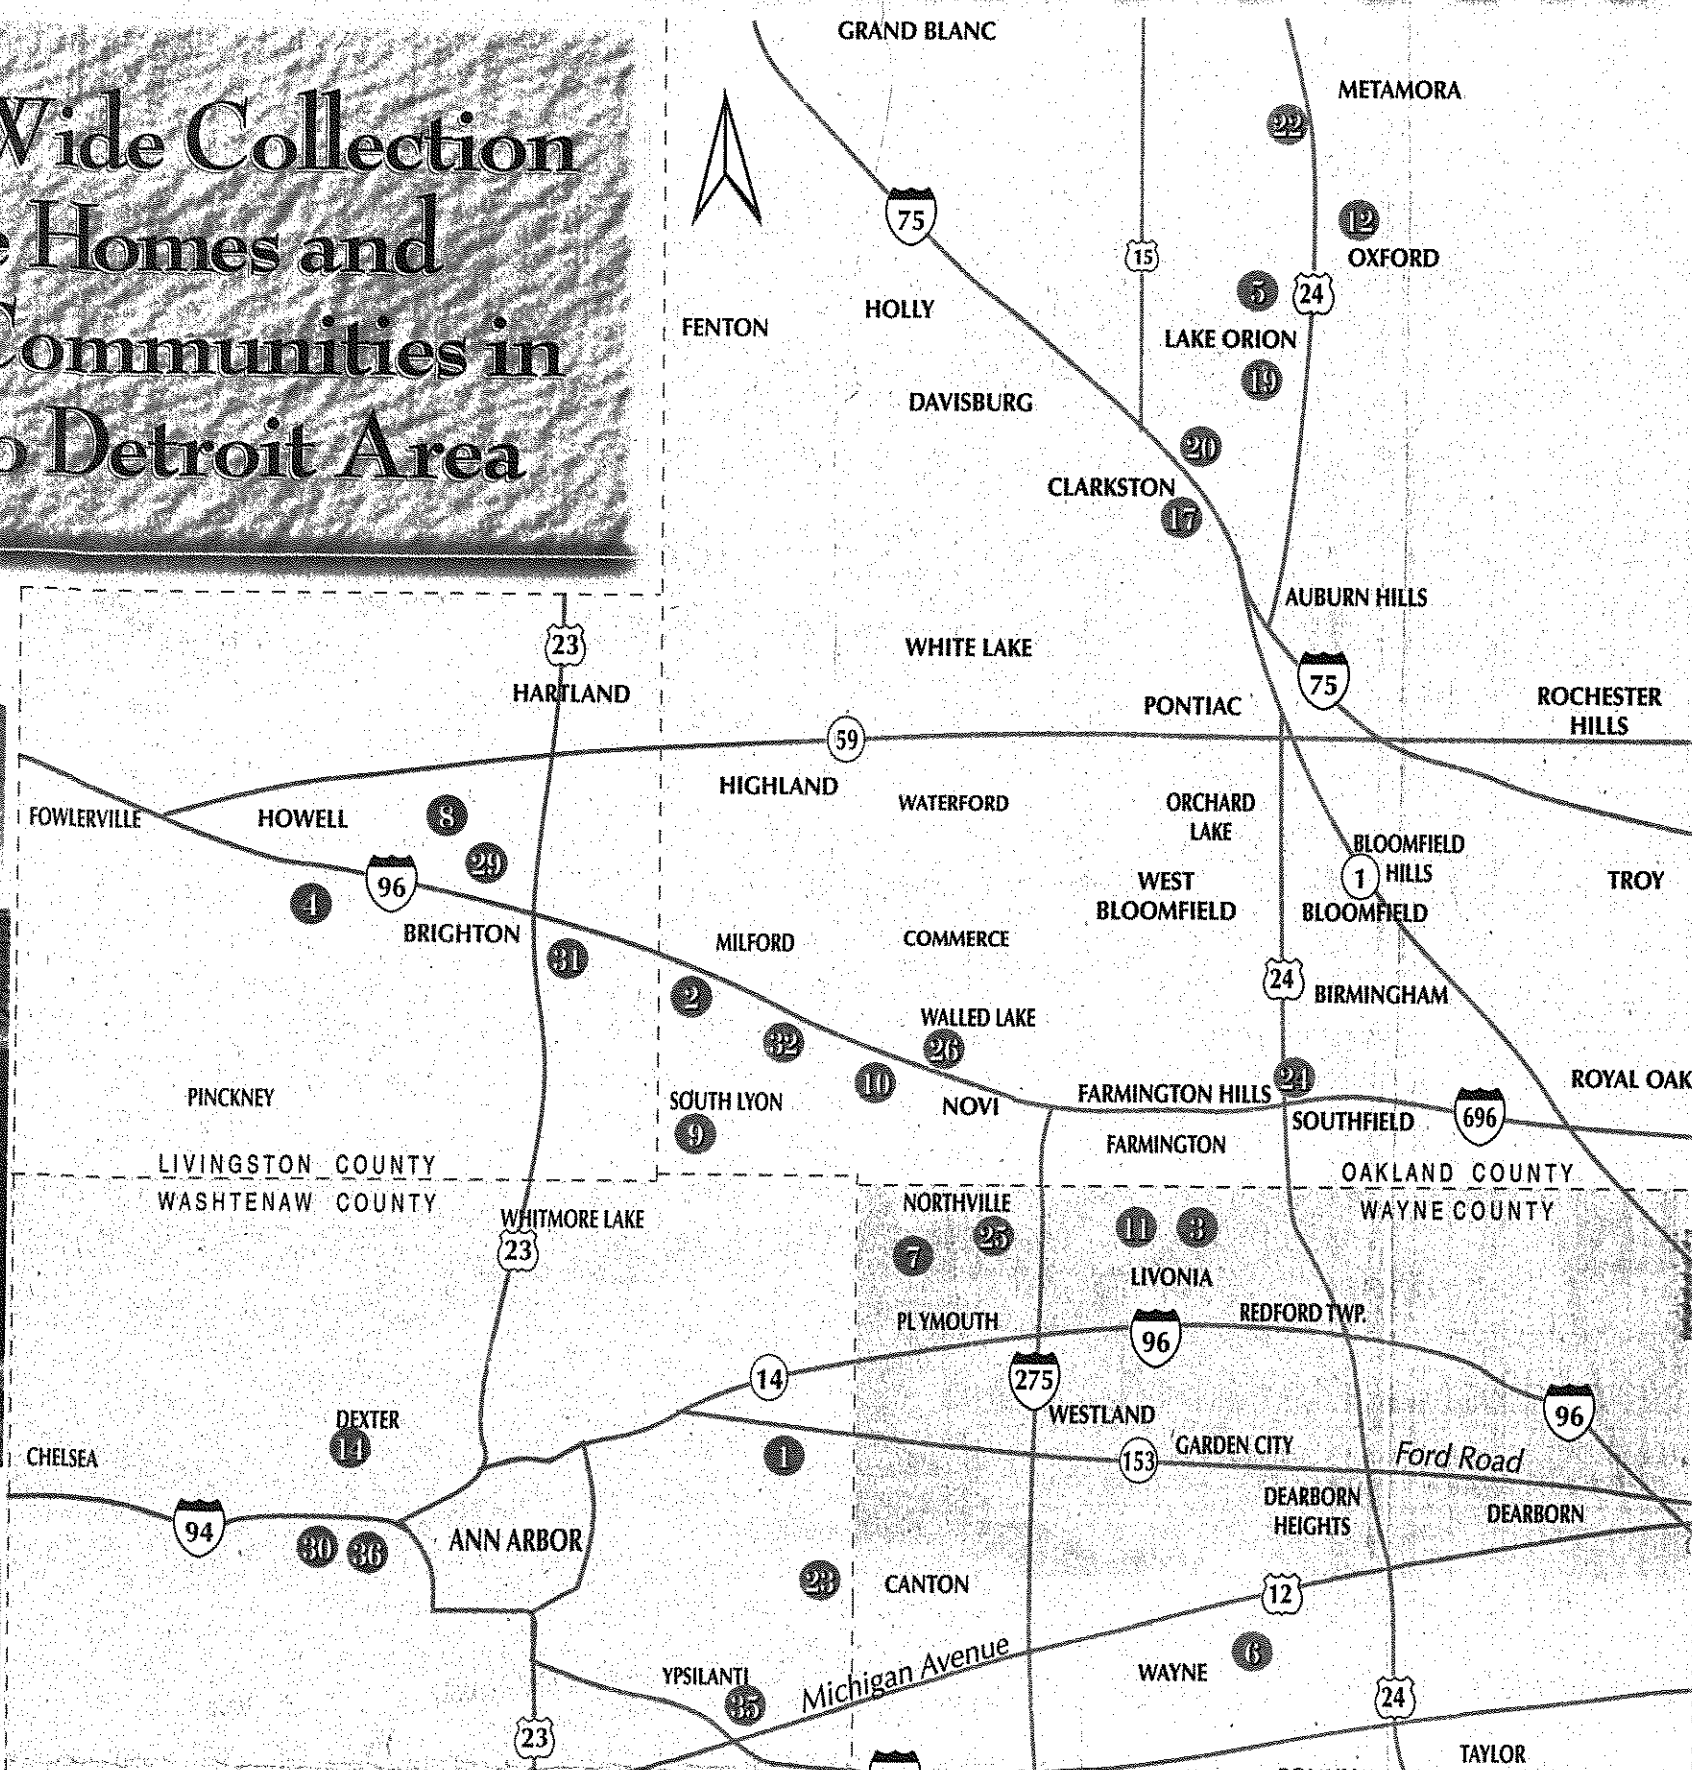 Wide Collection
Homes and
Communities in
Detroit Area
GRAND BLANC
METAMORA
22
75
12
15
OXFORD
5
24
HOLLY
FENTON
LAKE ORION
19
DAVISBURG
20
CLARKSTON
17
AUBURN HILLS
23
WHITE LAKE
75
HARTLAND
PONTIAC
ROCHESTER
HILLS
59
HIGHLAND
WATERFORD
ORCHARD
LAKE
FOWLERVILLE
HOWELL
8
29
BLOOMFIELD
HILLS
1
96
4
WEST
BLOOMFIELD
TROY
BLOOMFIELD
BRIGHTON
MILFORD
COMMERCE
31
24
BIRMINGHAM
2
WALLED LAKE
32
26
10
24
ROYAL OAK
PINCKNEY
SOUTH LYON
NOVI
FARMINGTON HILLS
696
9
SOUTHFIELD
FARMINGTON
LIVINGSTON COUNTY
OAKLAND COUNTY
WASHTENAW COUNTY
NORTHVILLE
WAYNE COUNTY
WHITMORE LAKE
25
11
3
23
7
LIVONIA
PLYMOUTH
REDFORD TWP.
96
14
275
DEXTER
WESTLAND
96
14
CHELSEA
1
GARDEN CITY
153
Ford Road
DEARBORN
HEIGHTS
DEARBORN
94
30
36
ANN ARBOR
23
CANTON
12
6
Michigan Avenue
WAYNE
YPSILANTI
35
24
23
TAYLOR